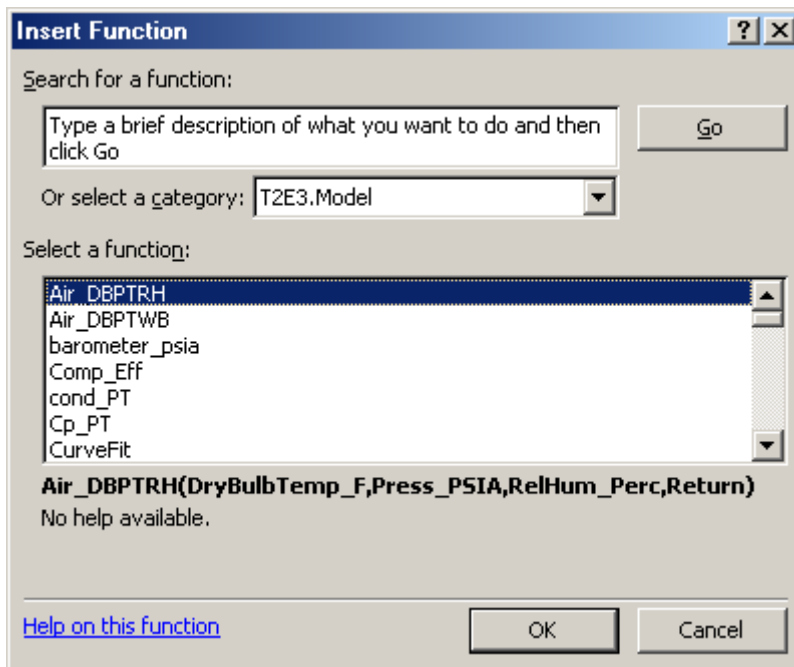 Insert Function
Search for a function:
Type a brief description of what you want to do and then
click Go
Go
Or select a category: T2E3.Model
Select a function:
Air_DBPTRH
Air_DBPTWB
barometer_psia
Comp_Eff
cond_PT
Cp_PT
CurveFit
Air_DBPTRH(DryBulbTemp_F,Press_PSIA,RelHum_Perc,Return)
No help available.
Help on this function
OK
Cancel